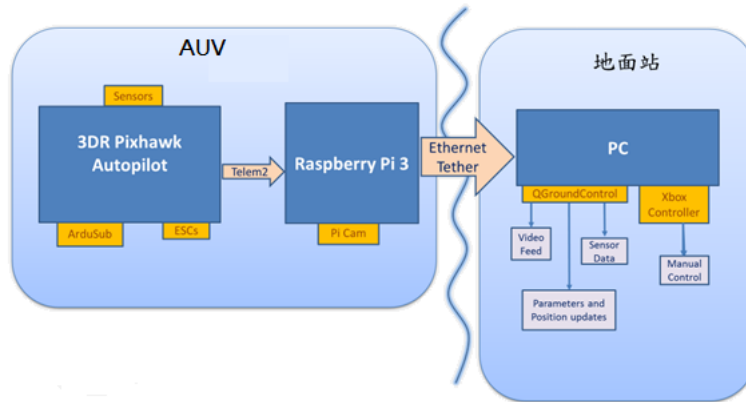 AUV
地面站
Sensors
3DR Pixhawk
Autopilot
ArduSub
ESCs
Telem2
Raspberry Pi 3
Pi Cam
Ethernet
Tether
PC
QGroundControl
Xbox
Controller
Video
Feed
Sensor
Data
Manual
Control
Parameters and
Position updates